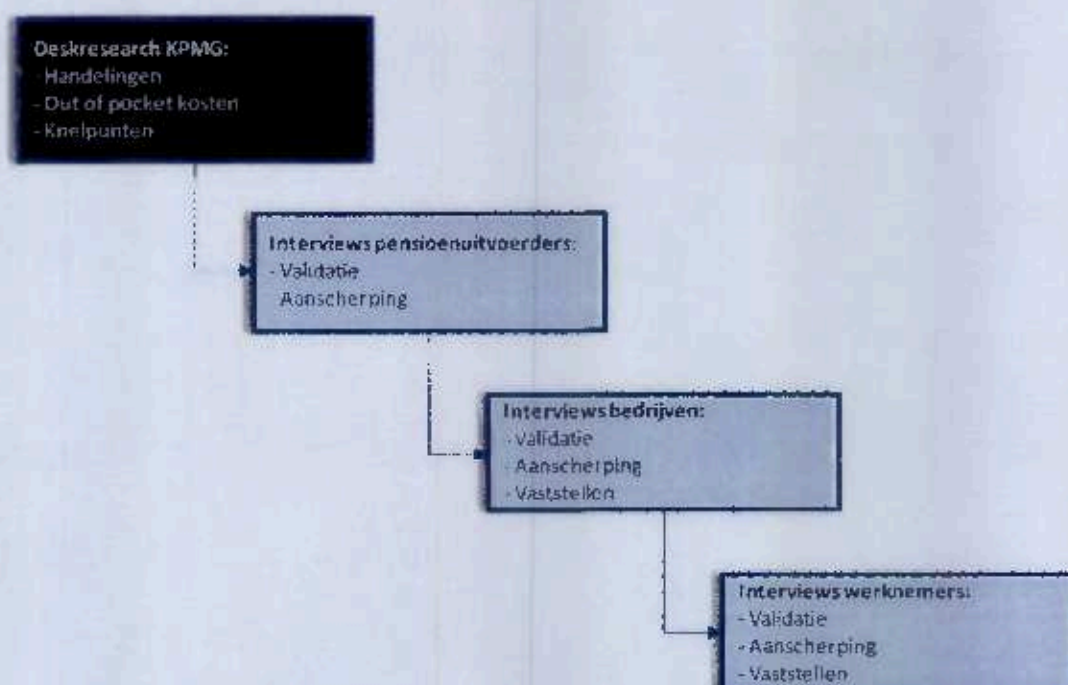 Deskresearch KPMG:
- Handelingen
- Out of pocket kosten
- Knelpunten
Interviews pensioenuitvoerders:
- Validatie
Aanscherping
Interviews bedrijven:
- Validatie
- Aanscherping
- Vaststellen
Interviews werknemers:
- Validatie
- Aanscherping
- Vaststellen